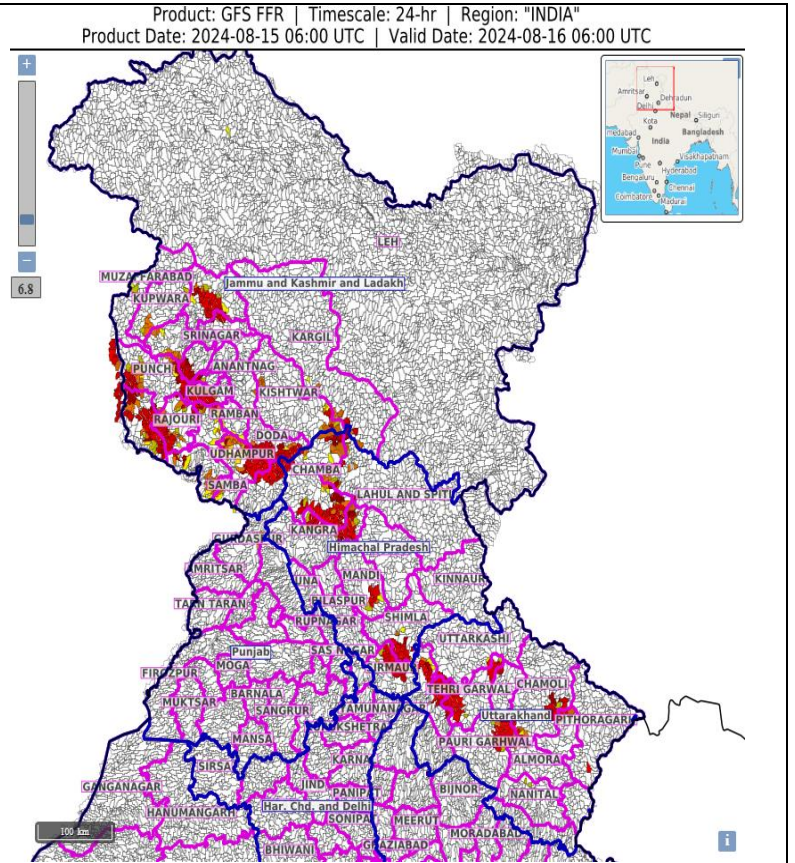 Product: GFS FFR | Timescale: 24-hr | Region: "INDIA"
Product Date: 2024-08-15 06:00 UTC | Valid Date: 2024-08-16 06:00 UTC
+
−
6.8
Leh
Amritsar
Dehradun
Delhi
Nepal
Siliguri
Kota
Bangladesh
India
Mumbai
Pune
Visakhapatnam
Hyderabad
Bengaluru
Chennai
Coimbatore
Madurai
LEH
MUZAFFARABAD
Jammu and Kashmir and Ladakh
KUPWARA
SRINAGAR
KARGIL
PUNCH
ANANTNAG
KULGAM
KISHTWAR
RAJOURI
RAMBAN
DODA
UDHAMPUR
CHAMBA
SAMBA
LAHUL AND SPITI
KANGRA
GURDASPUR
Himachal Pradesh
AMRITSAR
UNA
MANDI
KINNAUR
TARN TARAN
BILASPUR
RUPNAGAR
SHIMLA
UTTARKASHI
Punjab
SAS NAGAR
SIRMAUR
FIROZPUR
MOGA
TEHRI GARWAL
CHAMOLI
MUKTSAR
BARNALA
SANGRUR
YAMUNANAGAR
Uttarakhand
PITHORAGARH
MANSA
PAURI GARHWAL
SIRSA
ALMORA
GANGANAGAR
JIND
PANIPAT
BIJNOR
NAINITAL
HANUMANGARH
Har. Chd. and Delhi
SONIPAT
MEERUT
MORADABAD
100 km
BHIWANI
GHAZIABAD
i